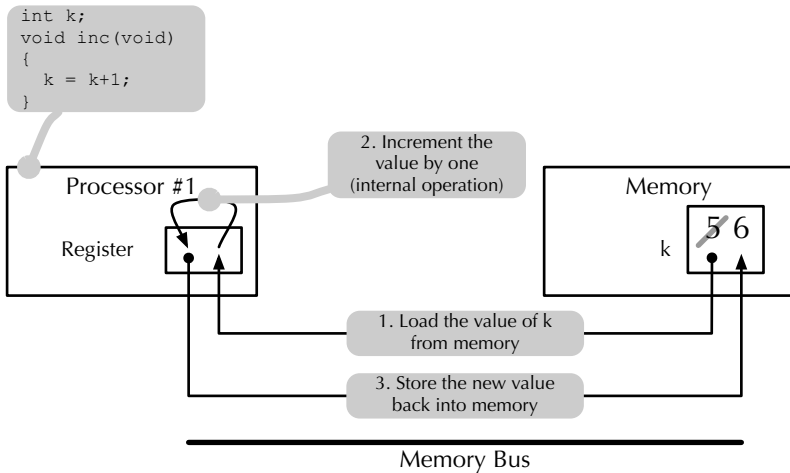 int k;
void inc(void)
{
  k = k+1;
}
2. Increment the
value by one
(internal operation)
Processor #1
Memory
Register
k
5 6
1. Load the value of k
from memory
3. Store the new value
back into memory
Memory Bus